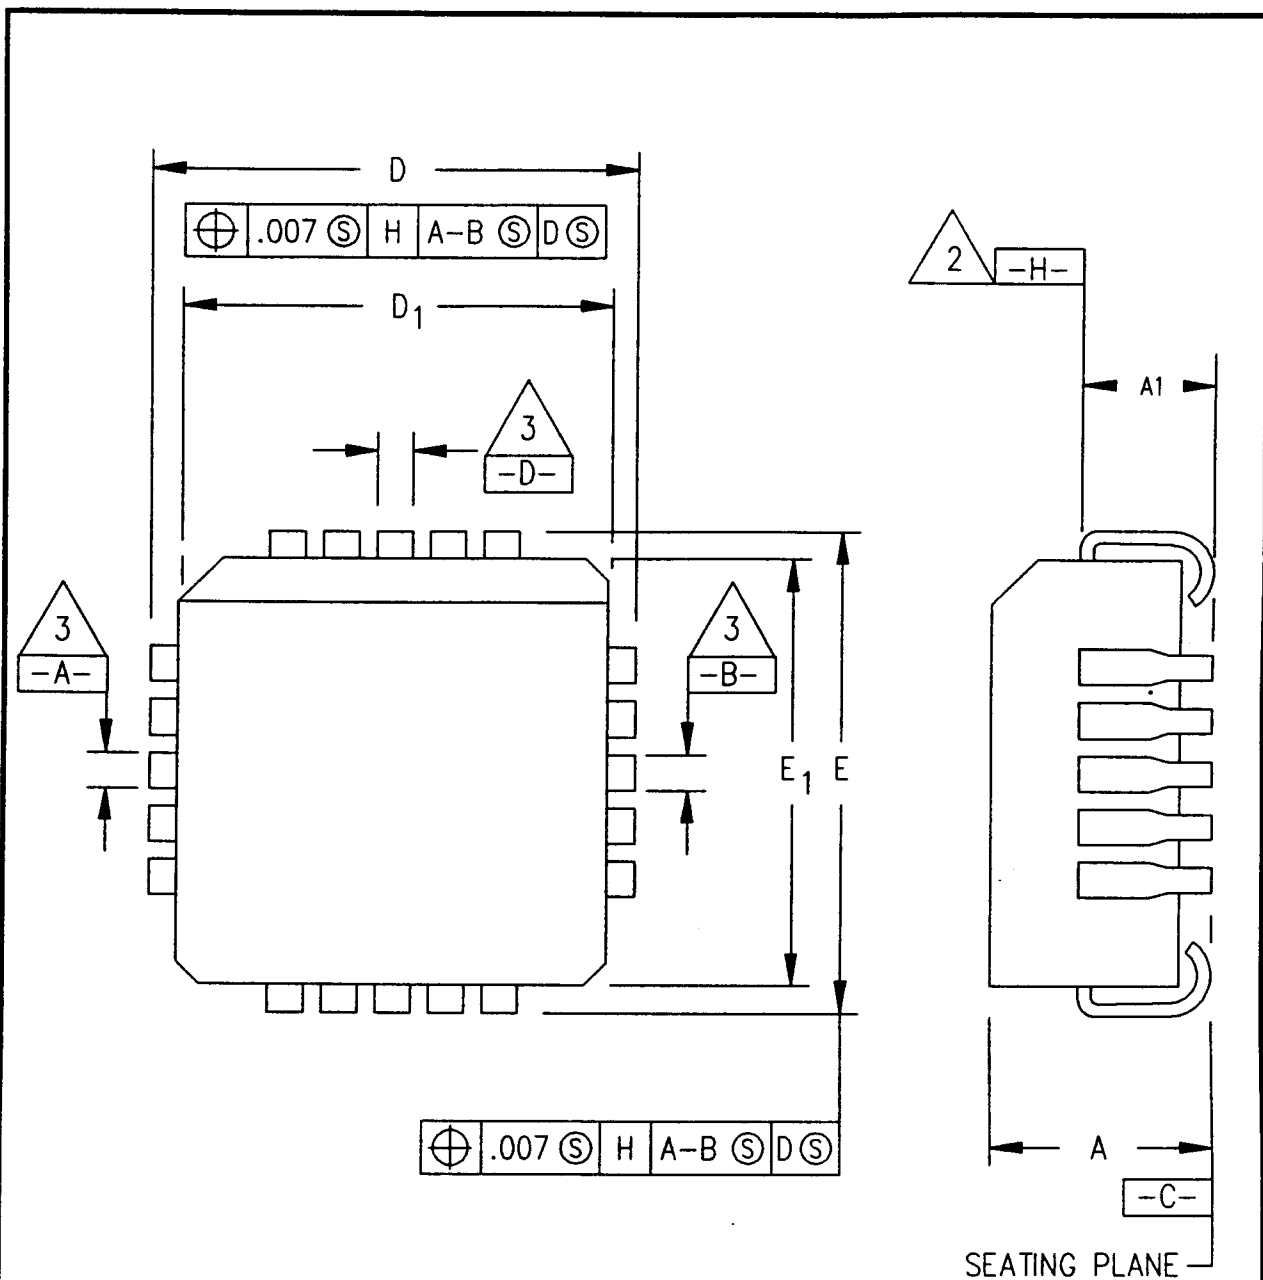 D
⌖ .007 Ⓢ H A-B Ⓢ D Ⓢ
2 -H-
D1
A1
3
-D-
3
-A-
3
-B-
E1 E
⌖ .007 Ⓢ H A-B Ⓢ D Ⓢ
A
-C-
SEATING PLANE